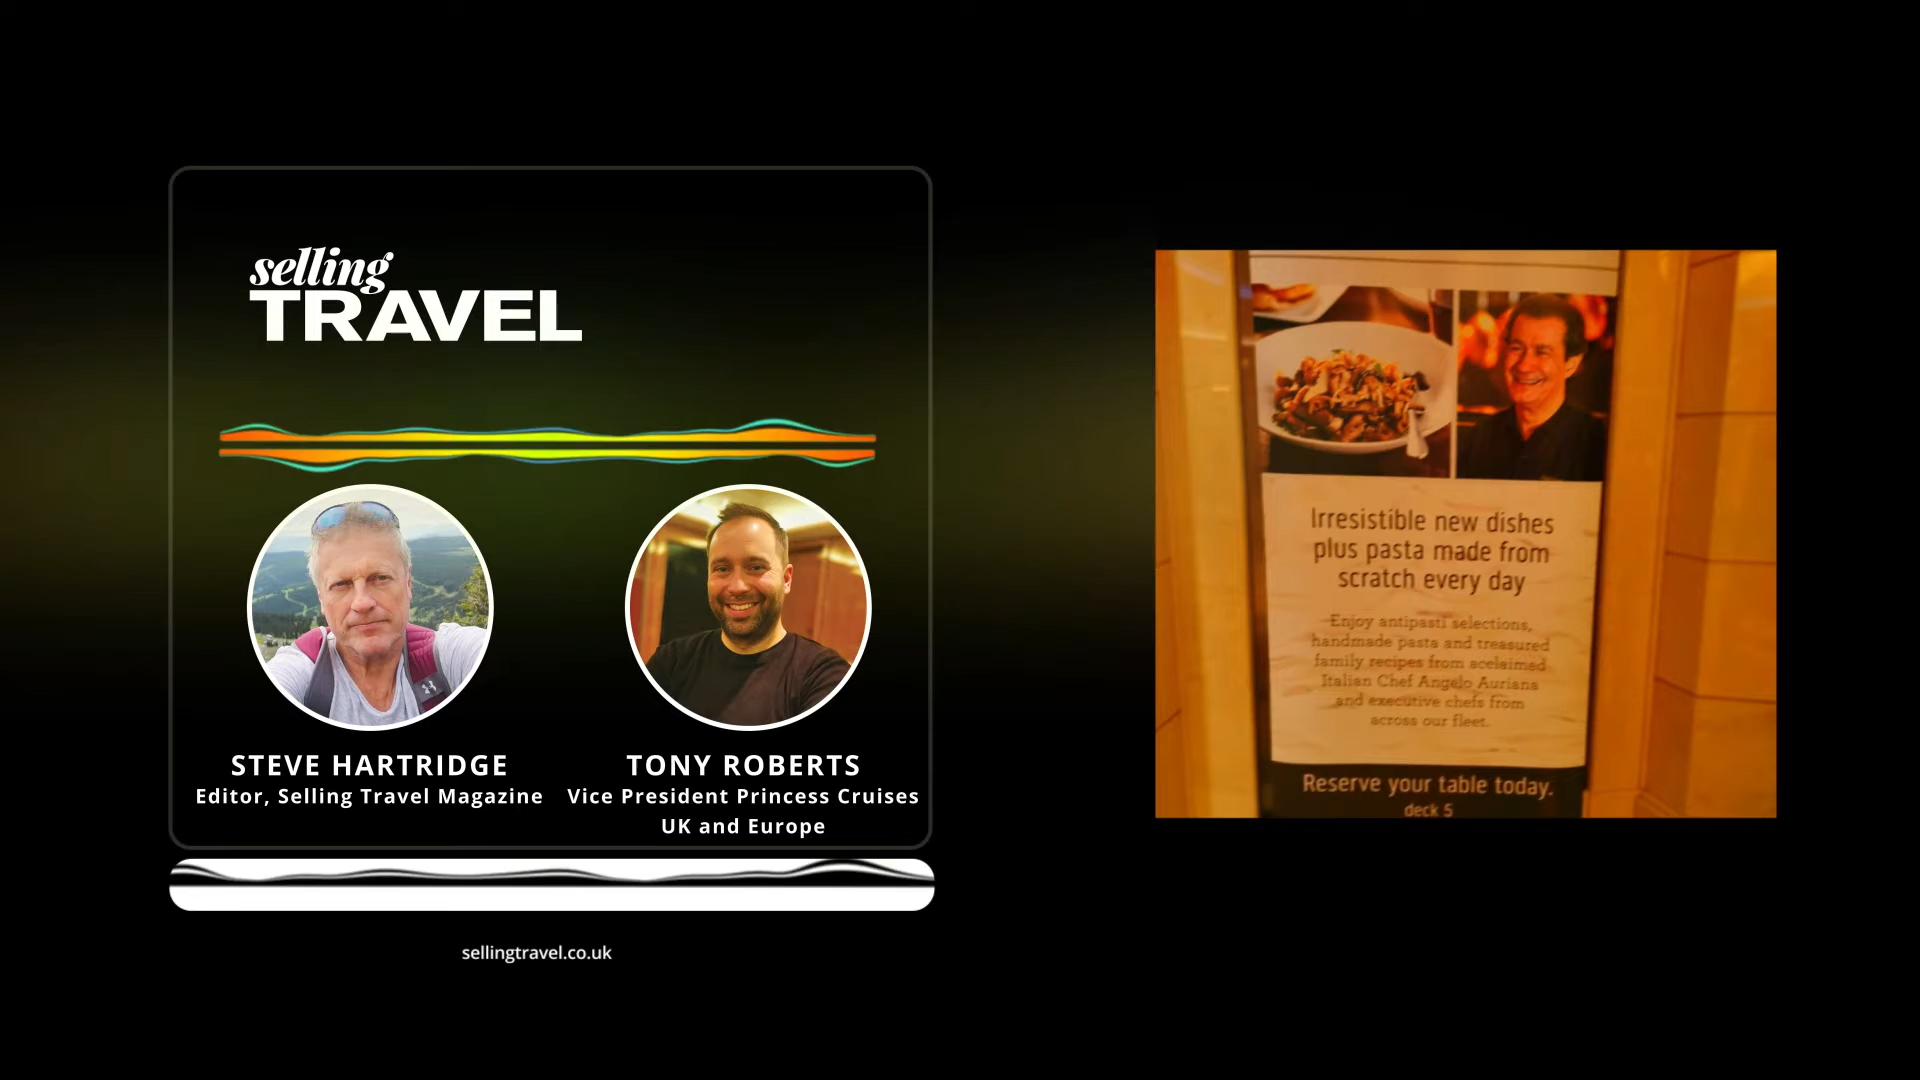 selling
TRAVEL
STEVE HARTRIDGE
Editor, Selling Travel Magazine
TONY ROBERTS
Vice President Princess Cruises
UK and Europe
sellingtravel.co.uk
Irresistible new dishes
plus pasta made from
scratch every day
Enjoy antipasti selections,
handmade pasta and treasured
family recipes from acclaimed
Italian Chef Angelo Auriana
and executive chefs from
across our fleet.
Reserve your table today.
deck 5